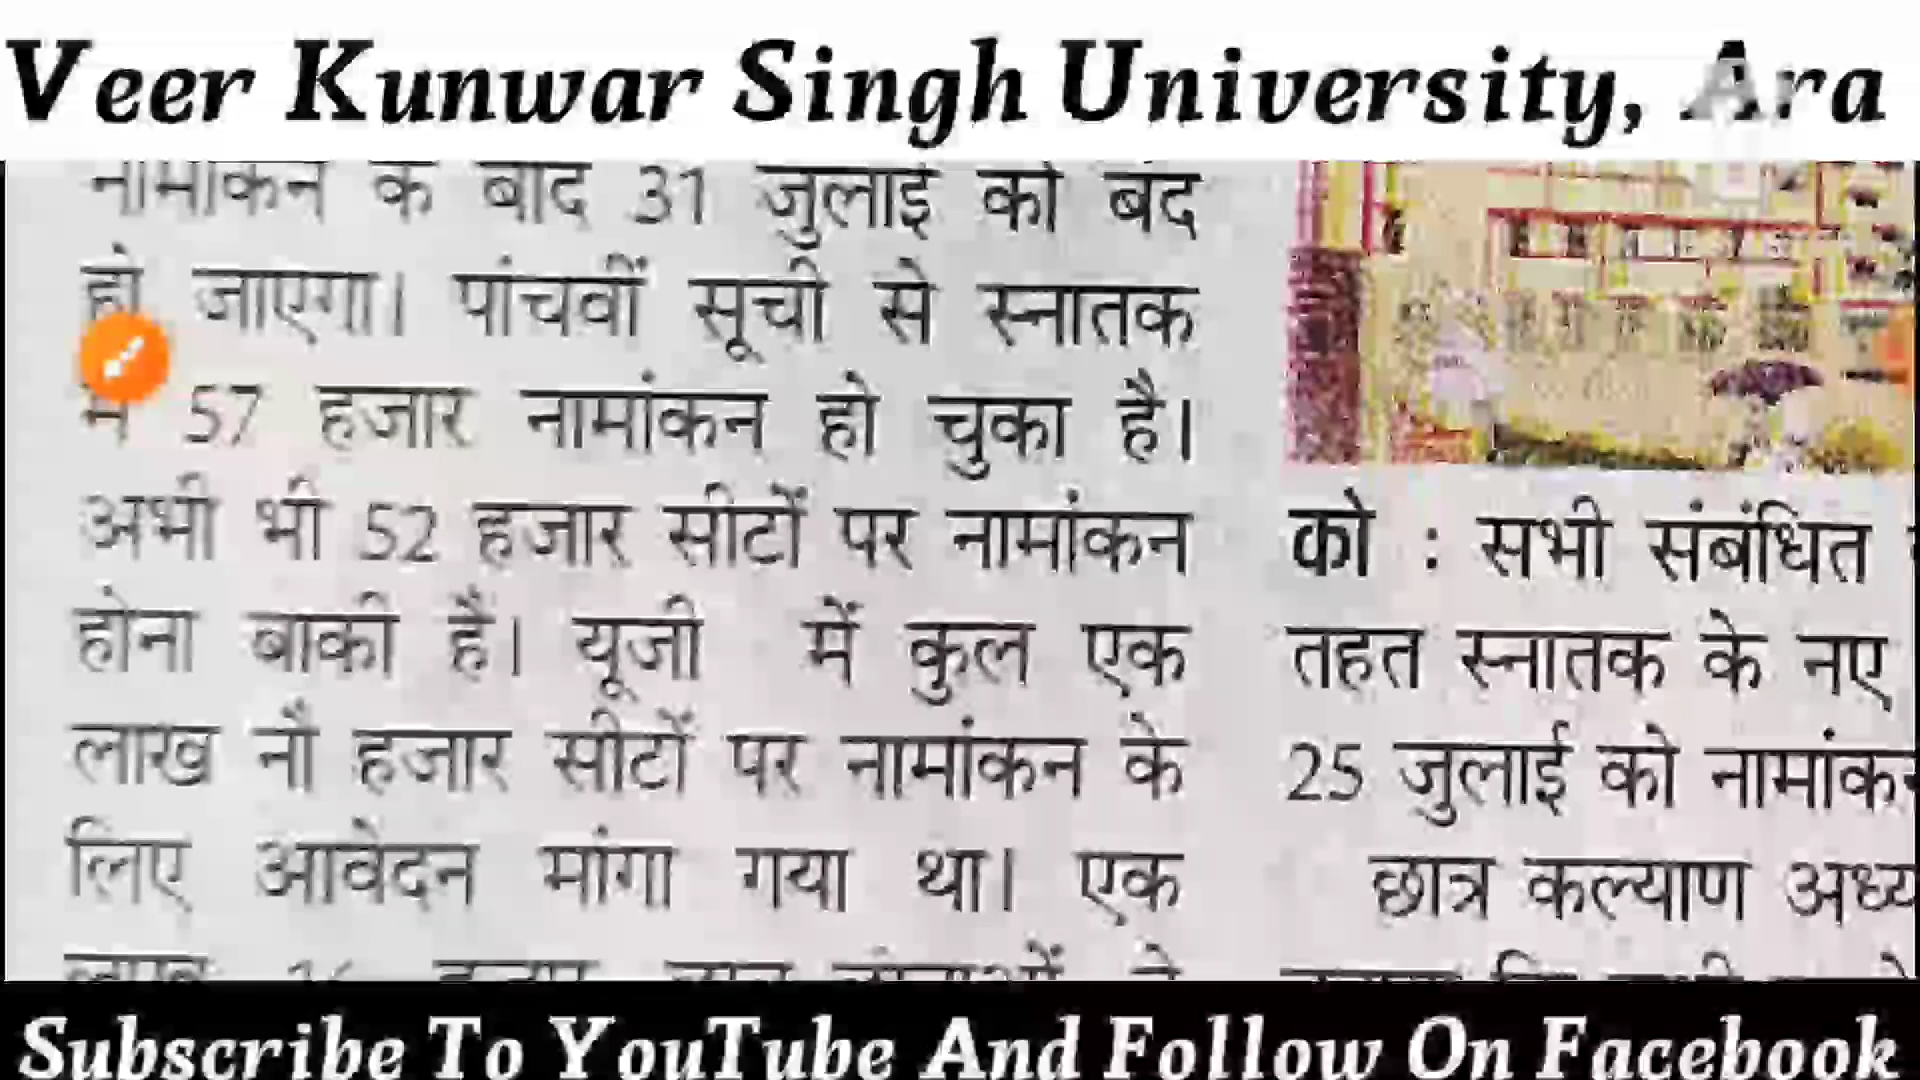 Veer Kunwar Singh University, Ara
नामांकन के बाद 31 जुलाई को बंद
हो जाएगा। पांचवीं सूची से स्नातक
में 57 हजार नामांकन हो चुका है।
अभी भी 52 हजार सीटों पर नामांकन
होना बाकी है। यूजी में कुल एक
लाख नौ हजार सीटों पर नामांकन के
लिए आवेदन मांगा गया था। एक
को : सभी संबंधित
तहत स्नातक के नए
25 जुलाई को नामांकन
छात्र कल्याण
Subscribe To YouTube And Follow On Facebook